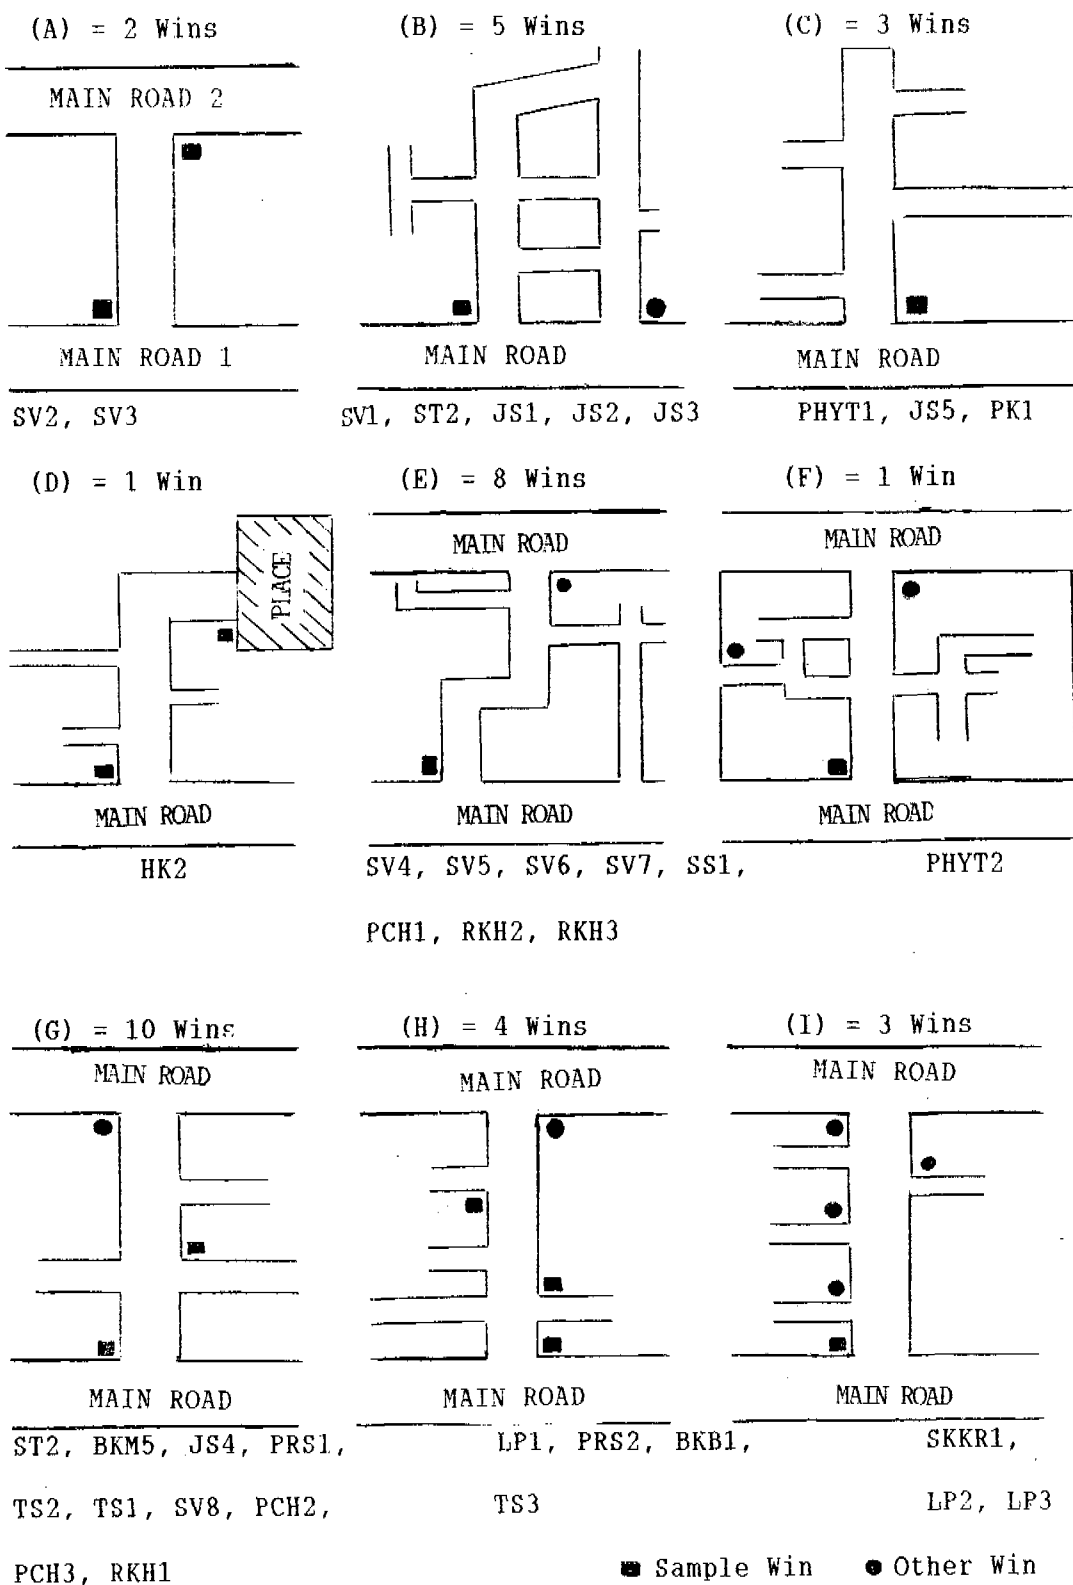 (A) = 2 Wins (B) = 5 Wins (C) = 3 Wins
MAIN ROAD 2
MAIN ROAD 1 MAIN ROAD MAIN ROAD
SV2, SV3 SV1, ST2, JS1, JS2, JS3 PHYT1, JS5, PK1
(D) = 1 Win (E) = 8 Wins (F) = 1 Win
MAIN ROAD MAIN ROAD
PLACE
MAIN ROAD MAIN ROAD MAIN ROAD
HK2 SV4, SV5, SV6, SV7, SS1, PHYT2
PCH1, RKH2, RKH3
(G) = 10 Wins (H) = 4 Wins (I) = 3 Wins
MAIN ROAD MAIN ROAD MAIN ROAD
MAIN ROAD MAIN ROAD MAIN ROAD
ST2, BKM5, JS4, PRS1, LP1, PRS2, BKB1, SKKR1,
TS2, TS1, SV8, PCH2, TS3 LP2, LP3
PCH3, RKH1 Sample Win Other Win